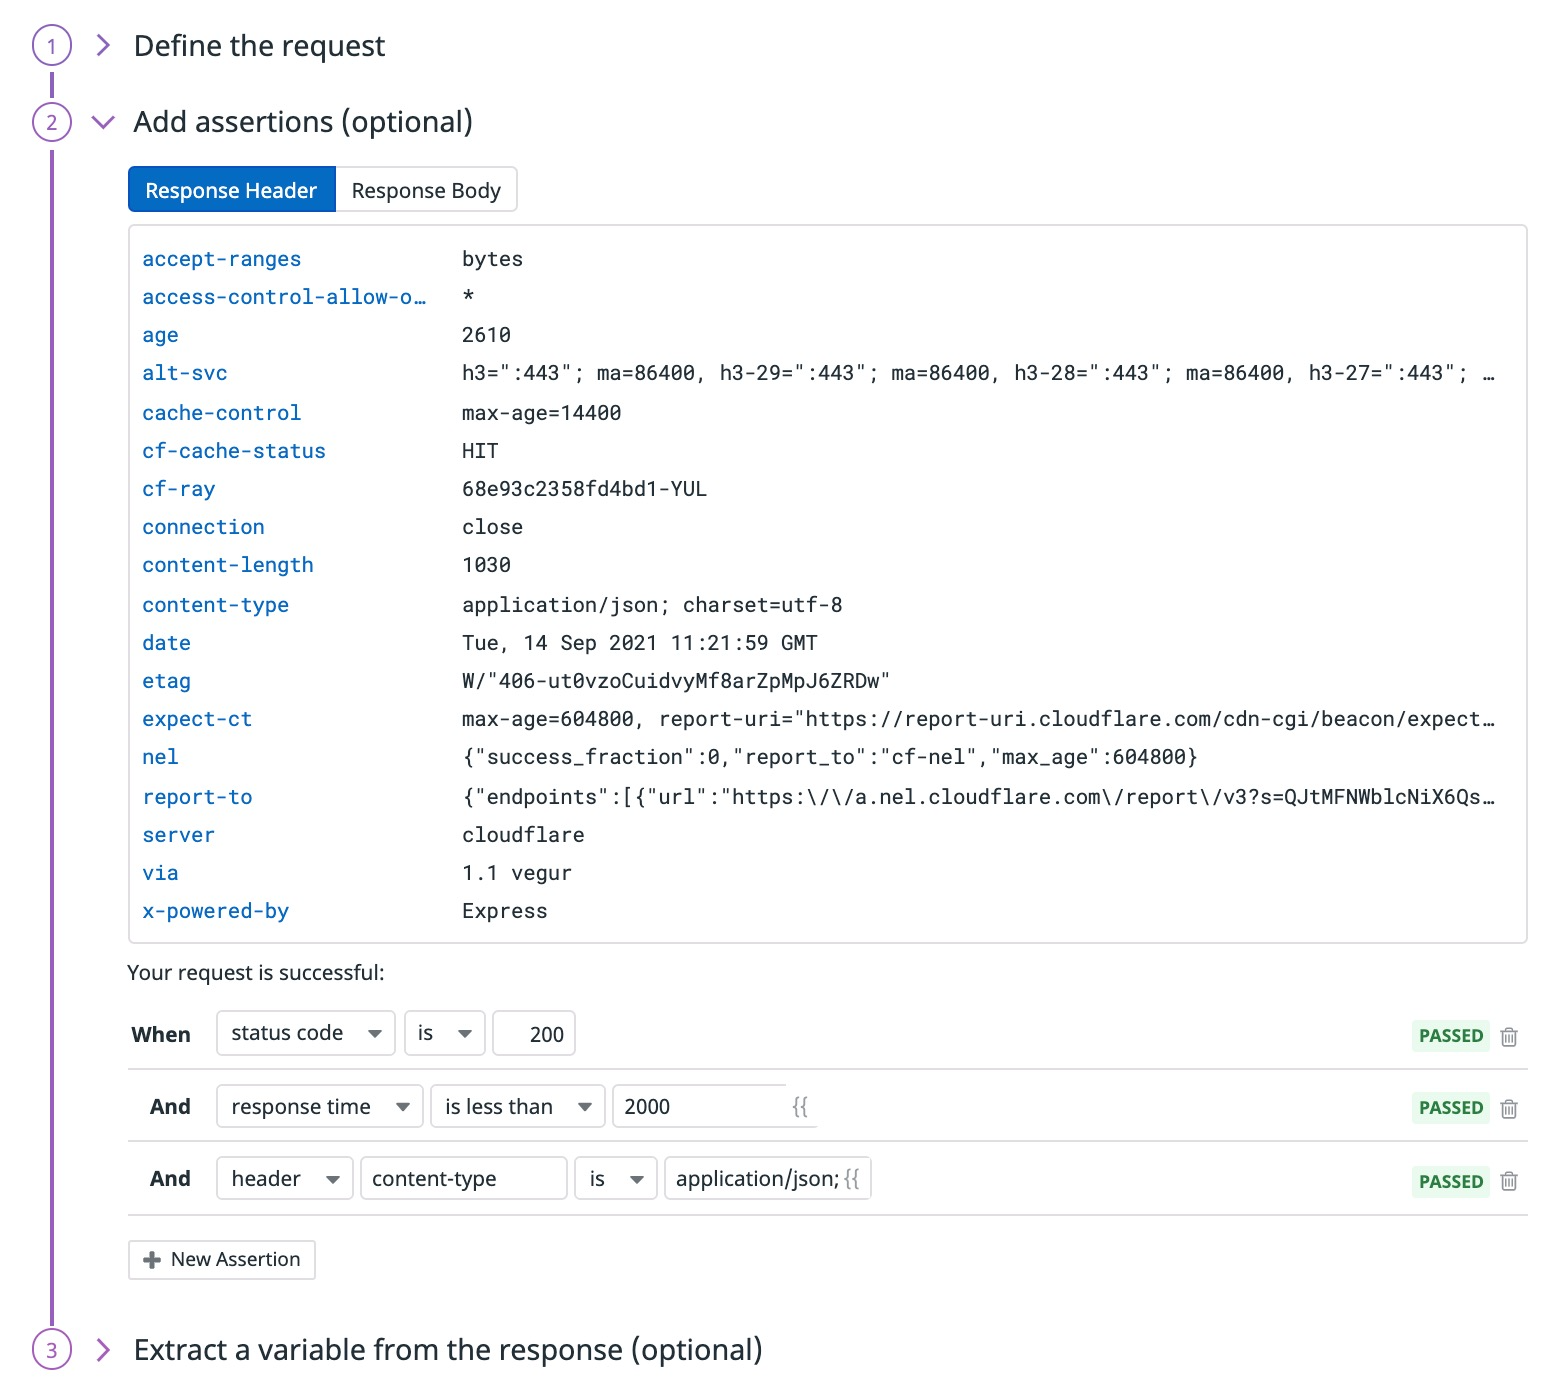 1 Define the request
2 Add assertions (optional)
Response Header Response Body
accept-ranges bytes
access-control-allow-o… *
age 2610
alt-svc h3=":443"; ma=86400, h3-29=":443"; ma=86400, h3-28=":443"; ma=86400, h3-27=":443"; …
cache-control max-age=14400
cf-cache-status HIT
cf-ray 68e93c2358fd4bd1-YUL
connection close
content-length 1030
content-type application/json; charset=utf-8
date Tue, 14 Sep 2021 11:21:59 GMT
etag W/"406-ut0vzoCuidvyMf8arZpMpJ6ZRDw"
expect-ct max-age=604800, report-uri="https://report-uri.cloudflare.com/cdn-cgi/beacon/expect…
nel {"success_fraction":0,"report_to":"cf-nel","max_age":604800}
report-to {"endpoints":[{"url":"https:\/\/a.nel.cloudflare.com\/report\/v3?s=QJtMFNWblcNiX6Qs…
server cloudflare
via 1.1 vegur
x-powered-by Express
Your request is successful:
When status code is 200 PASSED
And response time is less than 2000 {{ PASSED
And header content-type is application/json; {{ PASSED
New Assertion
3 Extract a variable from the response (optional)